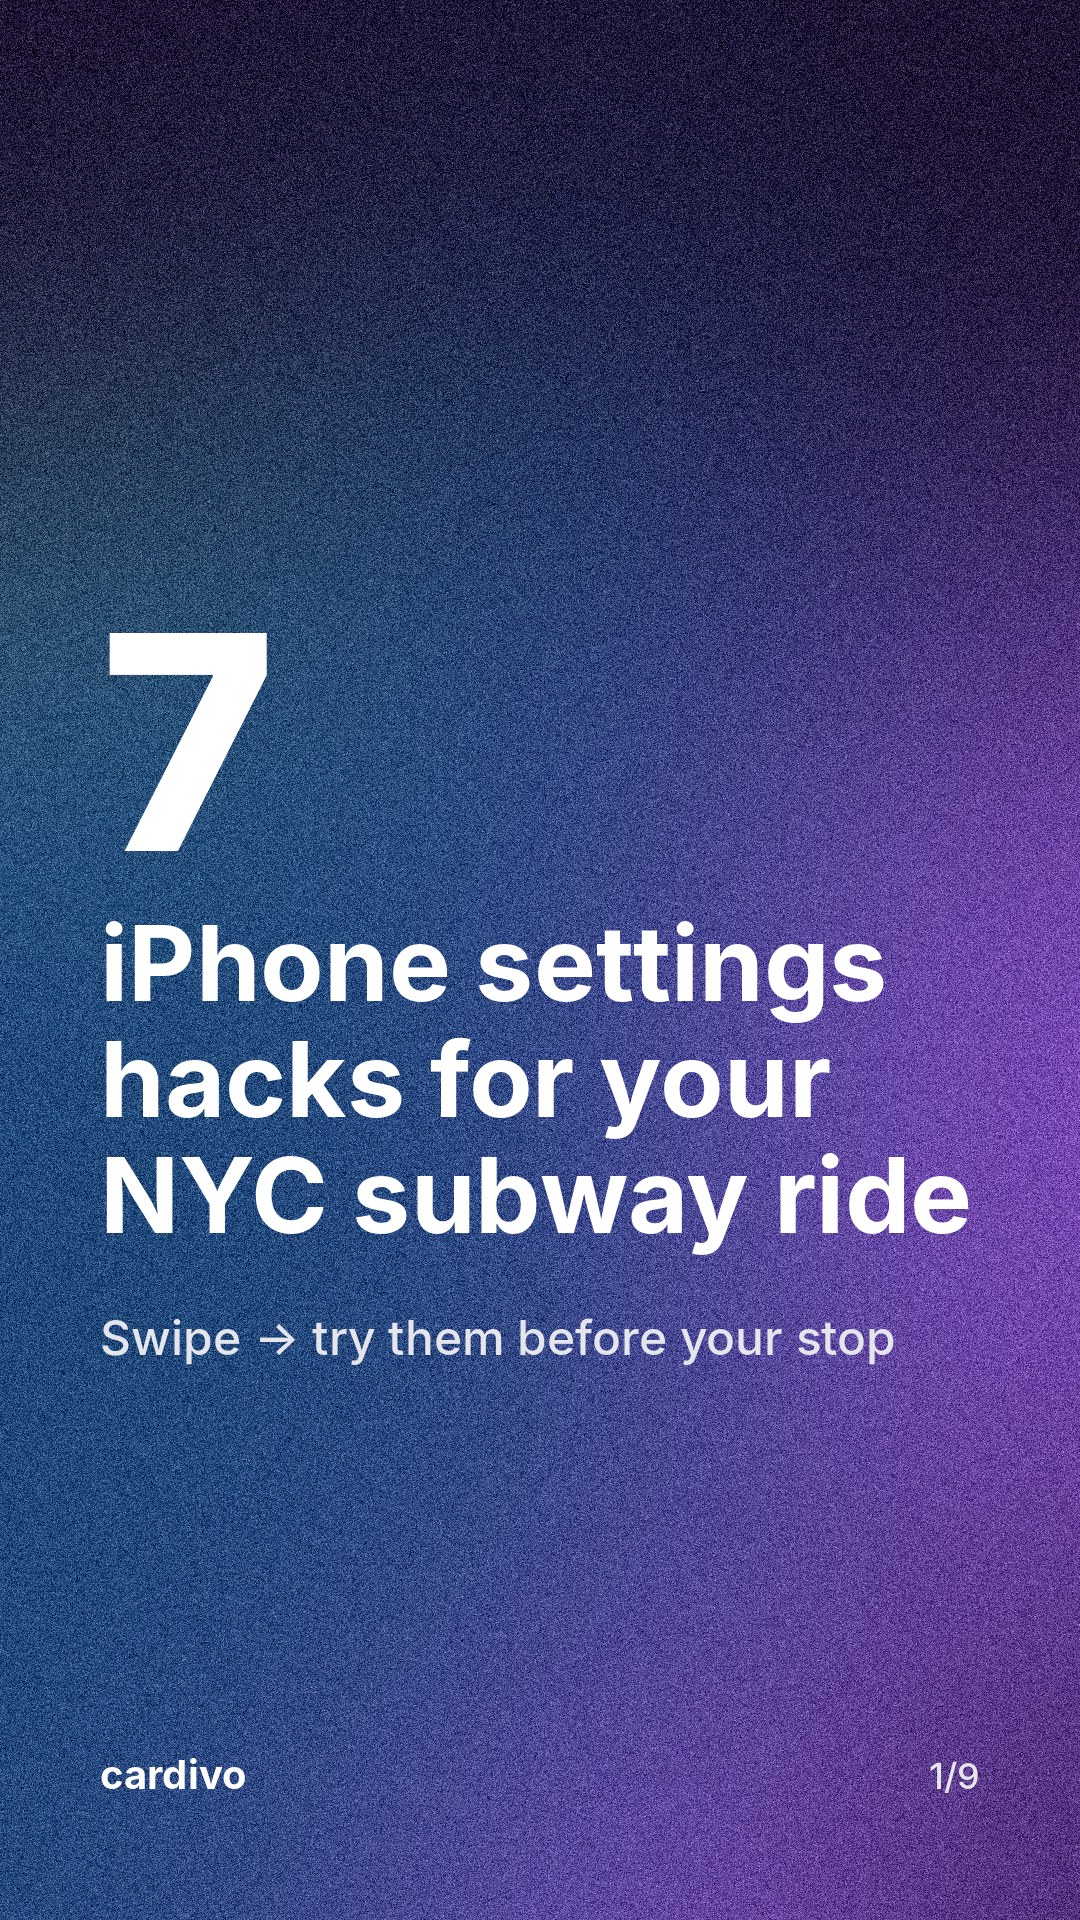 7
iPhone settings
hacks for your
NYC subway ride
Swipe → try them before your stop
cardivo
1/9